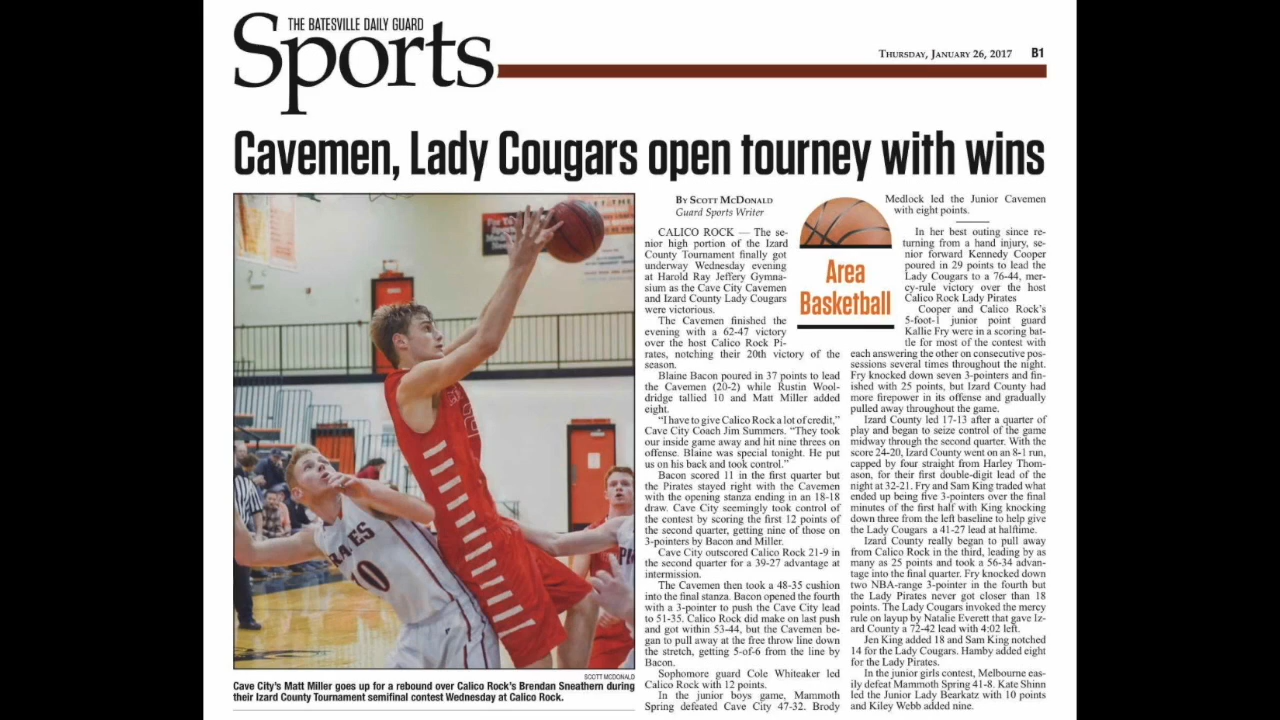 THE BATESVILLE DAILY GUARD
Sports
THURSDAY, JANUARY 26, 2017 B1
Cavemen, Lady Cougars open tourney with wins
BY SCOTT MCDONALD
Guard Sports Writer
CALICO ROCK — The se-
nior high portion of the Izard
County Tournament finally got
underway Wednesday evening
at Harold Ray Jeffery Gymna-
sium as the Cave City Cavemen
and Izard County Lady Cougars
were victorious.
The Cavemen finished the
evening with a 62-47 victory
over the host Calico Rock Pi-
rates, notching their 20th victory of the
season.
Blaine Bacon poured in 37 points to lead
the Cavemen (20-2) while Rustin Wool-
dridge tallied 10 and Matt Miller added
eight.
“I have to give Calico Rock a lot of credit,”
Cave City Coach Jim Summers. “They took
our inside game away and hit nine threes on
offense. Blaine was special tonight. He put
us on his back and took control.”
Bacon scored 11 in the first quarter but
the Pirates stayed right with the Cavemen
with the opening stanza ending in an 18-18
draw. Cave City seemingly took control of
the contest by scoring the first 12 points of
the second quarter, getting nine of those on
3-pointers by Bacon and Miller.
Cave City outscored Calico Rock 21-9 in
the second quarter for a 39-27 advantage at
intermission.
The Cavemen then took a 48-35 cushion
into the final stanza. Bacon opened the fourth
with a 3-pointer to push the Cave City lead
to 51-35. Calico Rock did make on last push
and got within 53-44, but the Cavemen be-
gan to pull away at the free throw line down
the stretch, getting 5-of-6 from the line by
Bacon.
Sophomore guard Cole Whiteaker led
Calico Rock with 12 points.
In the junior boys game, Mammoth
Spring defeated Cave City 47-32. Brody
Area
Basketball
Medlock led the Junior Cavemen
with eight points.
In her best outing since re-
turning from a hand injury, se-
nior forward Kennedy Cooper
poured in 29 points to lead the
Lady Cougars to a 76-44, mer-
cy-rule victory over the host
Calico Rock Lady Pirates
Cooper and Calico Rock’s
5-foot-1 junior point guard
Kallie Fry were in a scoring bat-
tle for most of the contest with
each answering the other on consecutive pos-
sessions several times throughout the night.
Fry knocked down seven 3-pointers and fin-
ished with 25 points, but Izard County had
more firepower in its offense and gradually
pulled away throughout the game.
Izard County led 17-13 after a quarter of
play and began to seize control of the game
midway through the second quarter. With the
score 24-20, Izard County went on an 8-1 run,
capped by four straight from Harley Thom-
ason, for their first double-digit lead of the
night at 32-21. Fry and Sam King traded what
ended up being five 3-pointers over the final
minutes of the first half with King knocking
down three from the left baseline to help give
the Lady Cougars a 41-27 lead at halftime.
Izard County really began to pull away
from Calico Rock in the third, leading by as
many as 25 points and took a 56-34 advan-
tage into the final quarter. Fry knocked down
two NBA-range 3-pointer in the fourth but
the Lady Pirates never got closer than 18
points. The Lady Cougars invoked the mercy
rule on layup by Natalie Everett that gave Iz-
ard County a 72-42 lead with 4:02 left.
Jen King added 18 and Sam King notched
14 for the Lady Cougars. Hamby added eight
for the Lady Pirates.
In the junior girls contest, Melbourne eas-
ily defeat Mammoth Spring 41-8. Kate Shinn
led the Junior Lady Bearkatz with 10 points
and Kiley Webb added nine.
10
SCOTT MCDONALD
Cave City’s Matt Miller goes up for a rebound over Calico Rock’s Brendan Sneathern during
their Izard County Tournament semifinal contest Wednesday at Calico Rock.